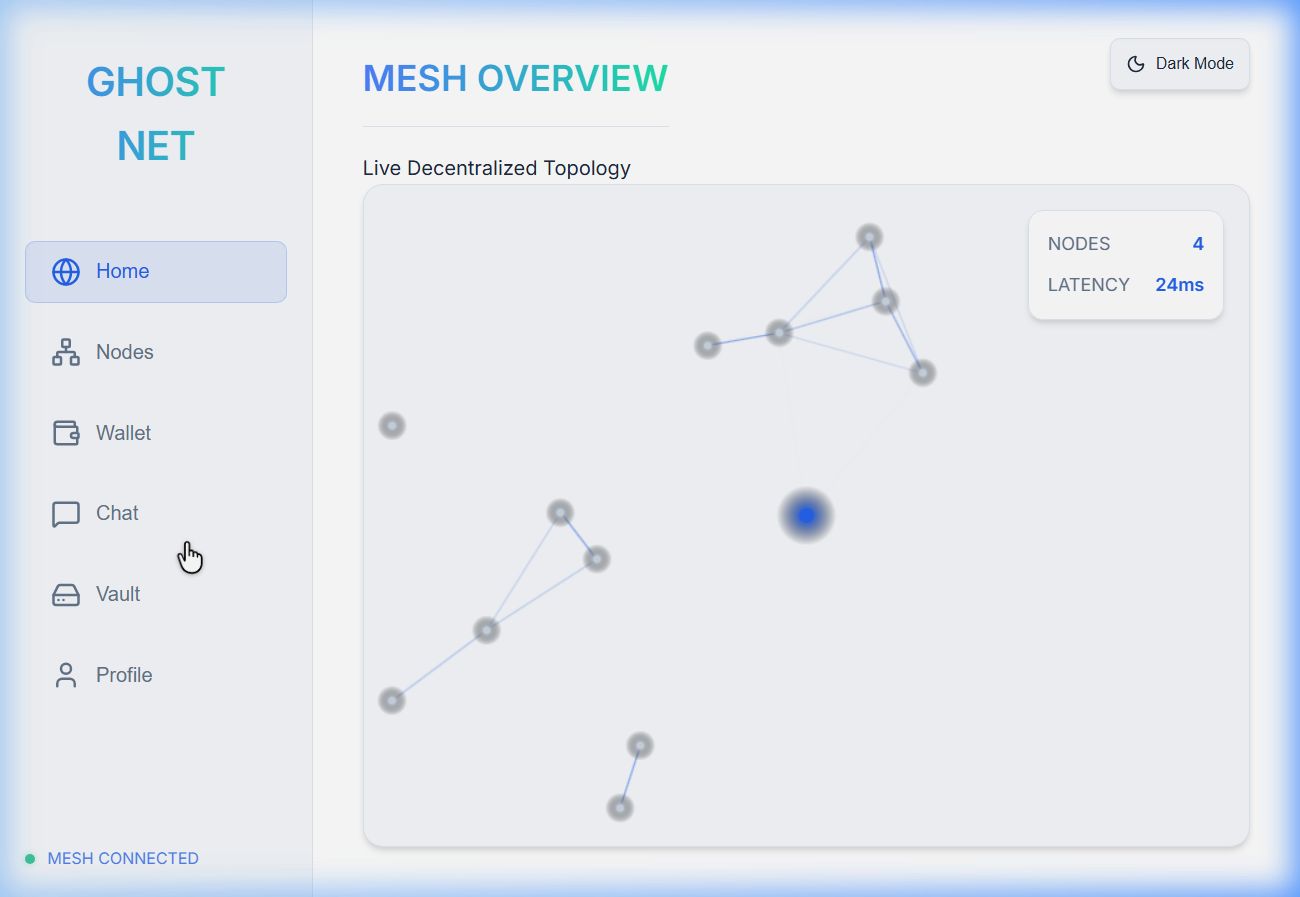 GHOST
NET
Home
Nodes
Wallet
Chat
Vault
Profile
MESH CONNECTED
MESH OVERVIEW
Dark Mode
Live Decentralized Topology
NODES 4
LATENCY 24ms